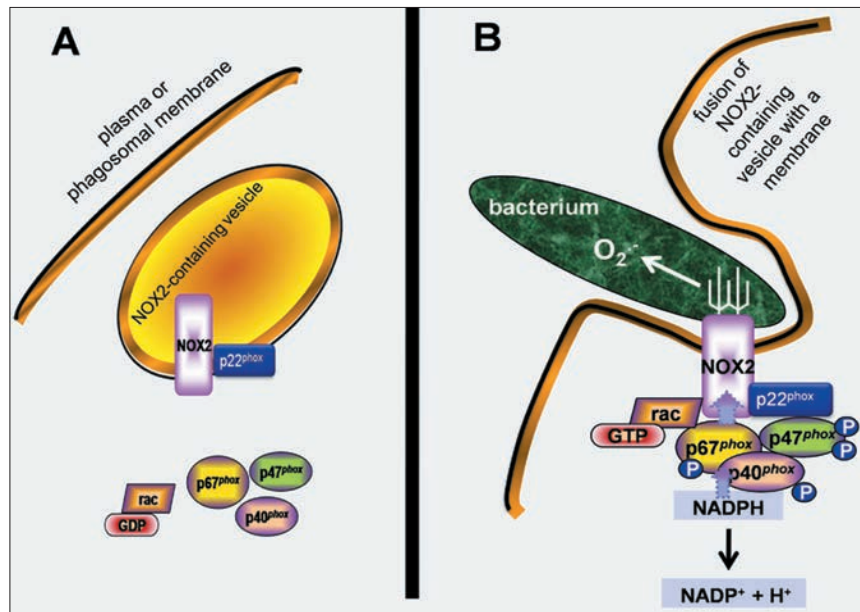 A
plasma or
phagosomal membrane
NOX2-containing vesicle
NOX2
p22phox
p67phox
p47phox
rac
GDP
p40phox
B
fusion of
NOX2-
containing
vesicle with a
membrane
bacterium
O2·-
NOX2
p22phox
rac
GTP
p67phox
p47phox
P
P
P
p40phox
P
NADPH
NADP+ + H+